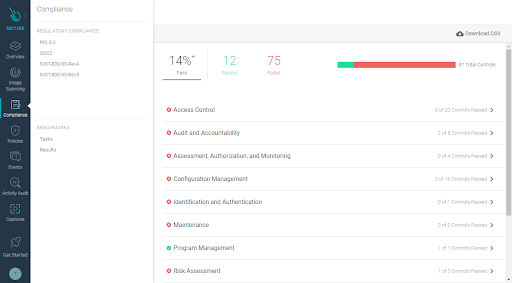 SECURE
Overview
Image
Scanning
Compliance
Policies
Events
Activity Audit
Captures
Get Started
Compliance
REGULATORY COMPLIANCE
PCI-3.2
SOC2
NIST-800-53-Rev4
NIST-800-53-Rev5
BENCHMARKS
Tasks
Results
Download CSV
14%*
Pass
12
Passed
75
Failed
87 Total Controls
Access Control
0 of 20 Controls Passed
Audit and Accountability
2 of 5 Controls Passed
Assessment, Authorization, and Monitoring
0 of 4 Controls Passed
Configuration Management
2 of 16 Controls Passed
Identification and Authentication
0 of 1 Controls Passed
Maintenance
0 of 2 Controls Passed
Program Management
1 of 1 Controls Passed
Risk Assessment
1 of 2 Controls Passed